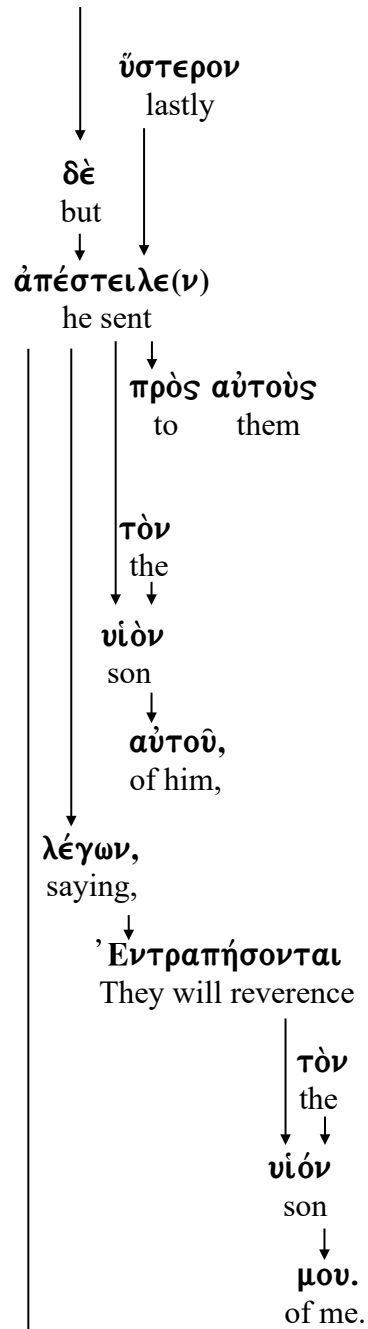 ὕστερον
lastly
δὲ
but
ἀπέστειλε(ν)
he sent
πρὸς αὐτοὺς
to them
τὸν
the
υἱὸν
son
αὐτοῦ,
of him,
λέγων,
saying,
Ἐντραπήσονται
They will reverence
τὸν
the
υἱόν
son
μου.
of me.